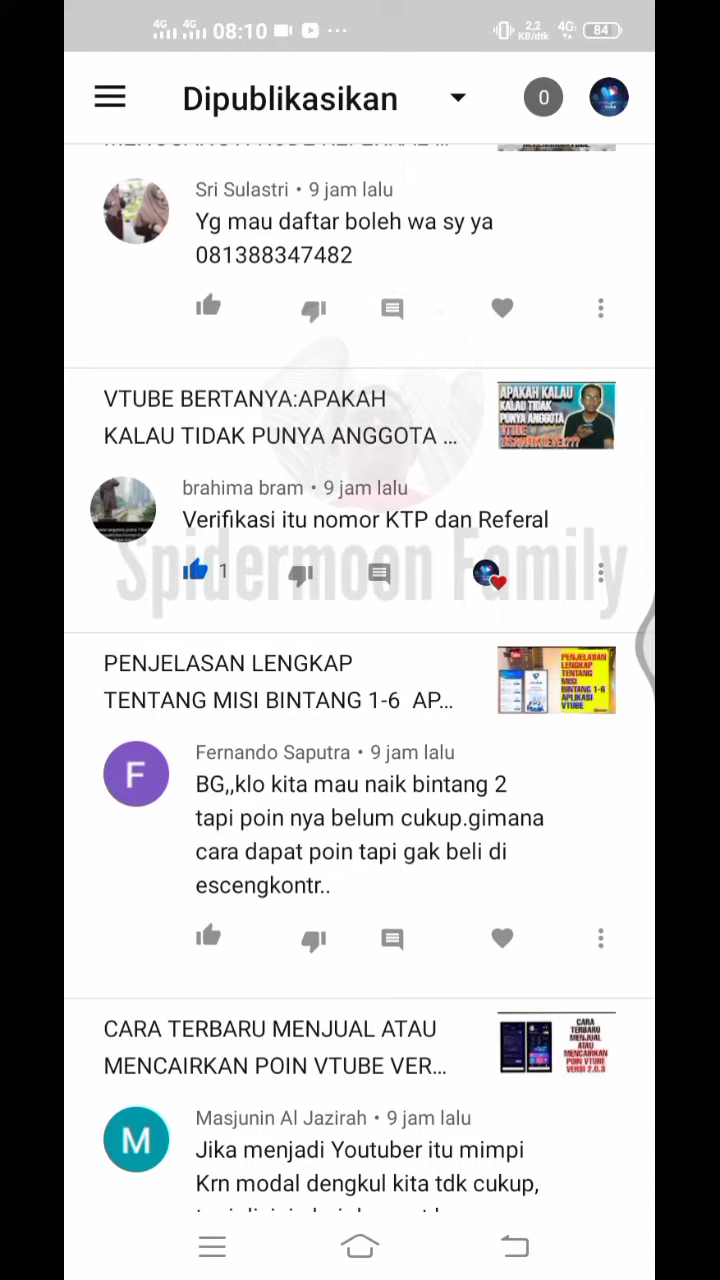 4G 4G 08:10 ... 2,2 KB/dtk 4G 84
Dipublikasikan 0
Sri Sulastri • 9 jam lalu
Yg mau daftar boleh wa sy ya
081388347482
VTUBE BERTANYA:APAKAH
KALAU TIDAK PUNYA ANGGOTA ...
APAKAH KALAU
KALAU TIDAK
PUNYA ANGGOTA
VTUBE
brahima bram • 9 jam lalu
Verifikasi itu nomor KTP dan Referal
1
Spidermoon Family
PENJELASAN LENGKAP
TENTANG MISI BINTANG 1-6 AP...
PENJELASAN
LENGKAP
TENTANG
MISI
BINTANG 1-6
APLIKASI
VTUBE
Fernando Saputra • 9 jam lalu
BG,,klo kita mau naik bintang 2
tapi poin nya belum cukup.gimana
cara dapat poin tapi gak beli di
escengkontr..
CARA TERBARU MENJUAL ATAU
MENCAIRKAN POIN VTUBE VER...
CARA
TERBARU
MENJUAL
ATAU
MENCAIRKAN
POIN VTUBE
VERSI 2.0.3
F
M
Masjunin Al Jazirah • 9 jam lalu
Jika menjadi Youtuber itu mimpi
Krn modal dengkul kita tdk cukup,